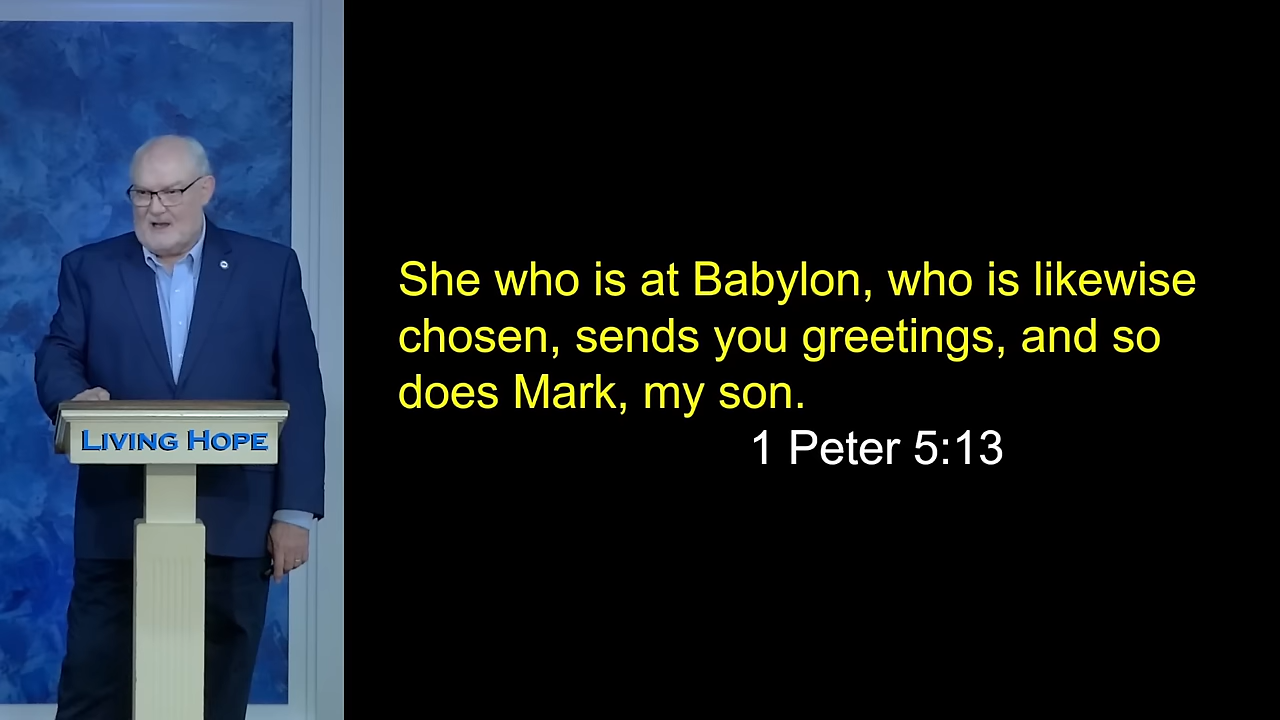 LIVING HOPE
She who is at Babylon, who is likewise
chosen, sends you greetings, and so
does Mark, my son.
1 Peter 5:13